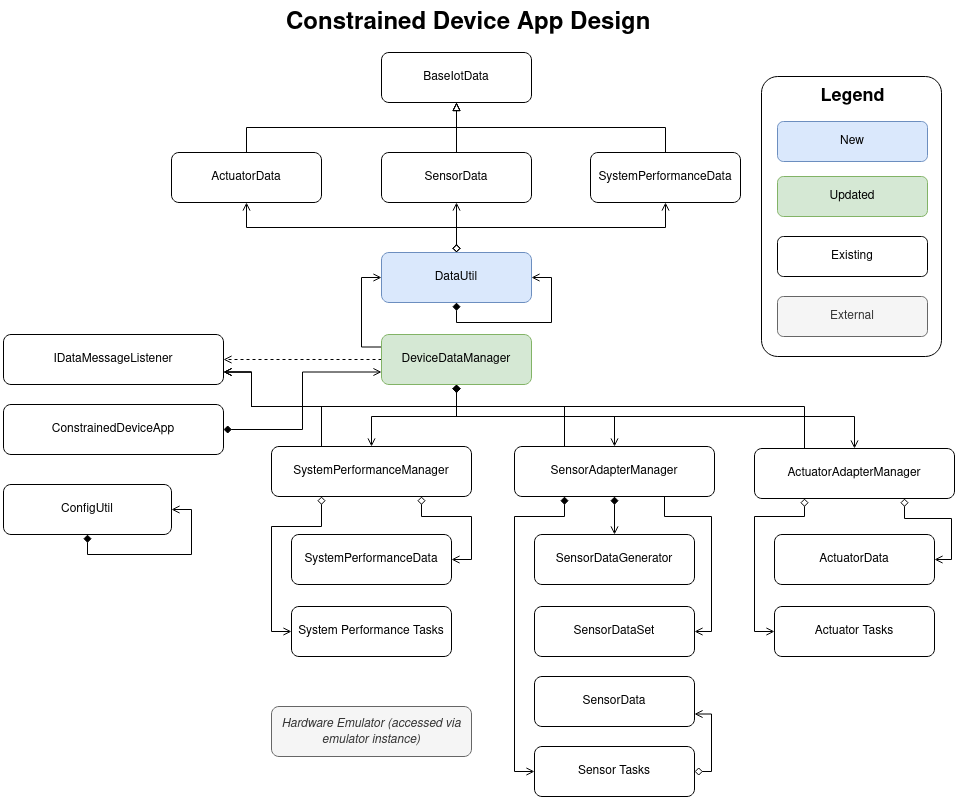 Constrained Device App Design
BaseIotData
Legend
New
Updated
Existing
External
ActuatorData
SensorData
SystemPerformanceData
DataUtil
IDataMessageListener
DeviceDataManager
ConstrainedDeviceApp
SystemPerformanceManager
SensorAdapterManager
ActuatorAdapterManager
ConfigUtil
SystemPerformanceData
SensorDataGenerator
ActuatorData
System Performance Tasks
SensorDataSet
Actuator Tasks
SensorData
Hardware Emulator (accessed via
emulator instance)
Sensor Tasks